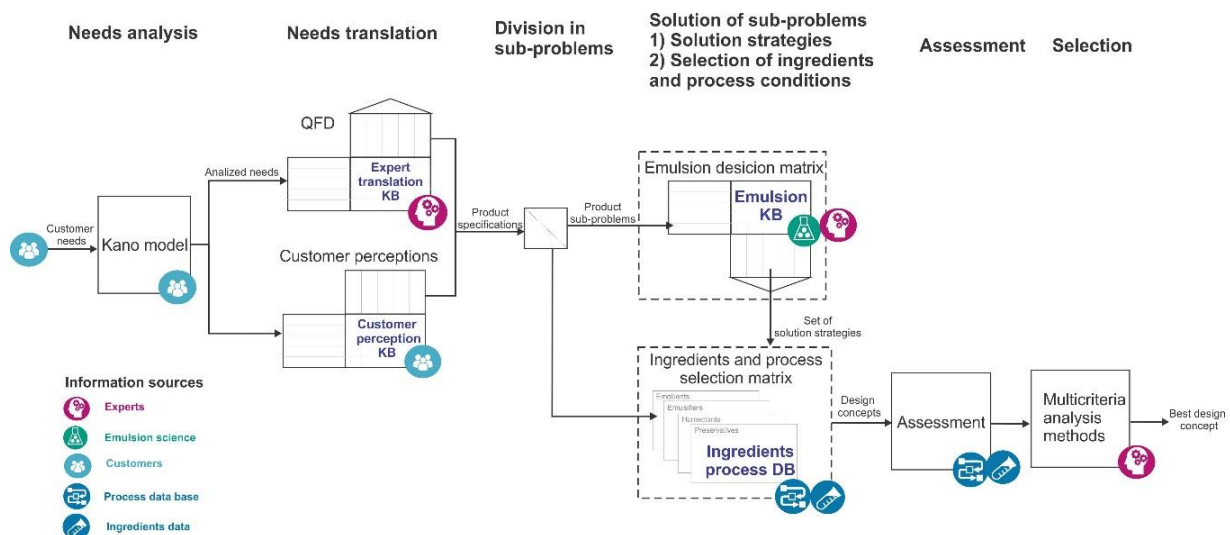 Needs analysis
Needs translation
Division in
sub-problems
Solution of sub-problems
1) Solution strategies
2) Selection of ingredients
and process conditions
Assessment
Selection
QFD
Analized needs
Expert
translation
KB
Customer
needs
Kano model
Customer perceptions
Customer
perception
KB
Product
specifications
Product
sub-problems
Emulsion desicion matrix
Emulsion
KB
Set of
solution strategies
Ingredients and process
selection matrix
Emollients
Emusifiers
Humectants
Preservatives
Ingredients
process DB
Design
concepts
Assessment
Multicriteria
analysis
methods
Best design
concept
Information sources
Experts
Emulsion science
Customers
Process data base
Ingredients data